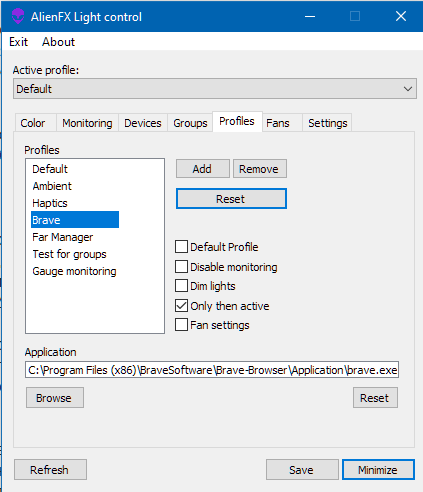 AlienFX Light control
Exit About
Active profile:
Default
Color Monitoring Devices Groups Profiles Fans Settings
Profiles
Default
Ambient
Haptics
Brave
Far Manager
Test for groups
Gauge monitoring
Add Remove
Reset
Default Profile
Disable monitoring
Dim lights
Only then active
Fan settings
Application
C:\Program Files (x86)\BraveSoftware\Brave-Browser\Application\brave.exe
Browse Reset
Refresh Save Minimize